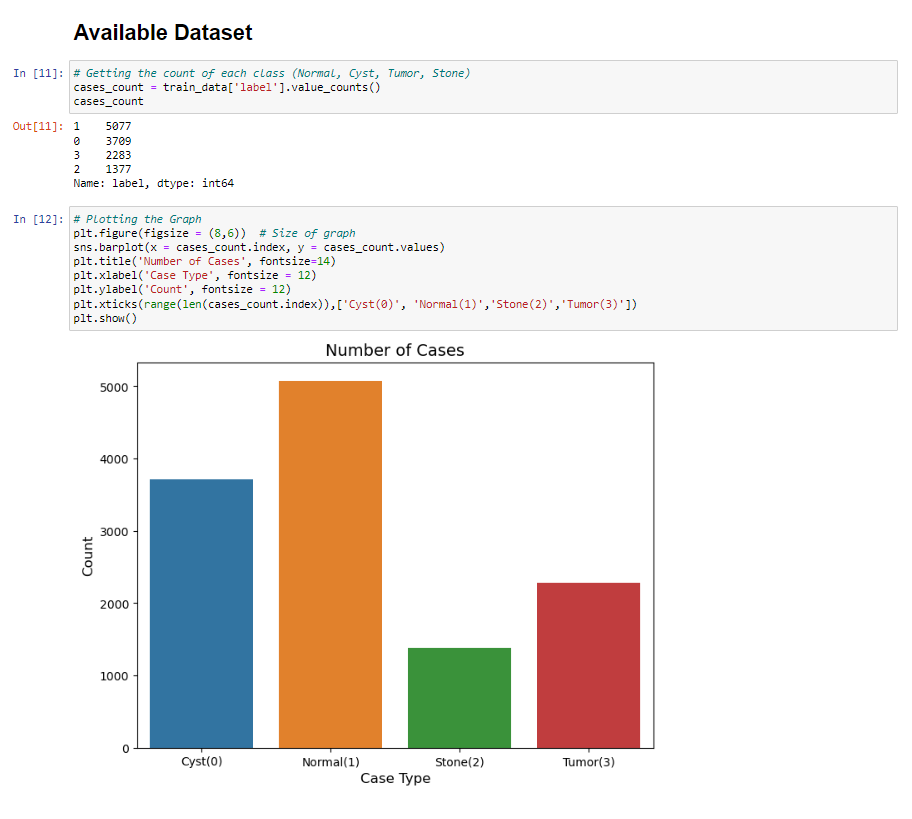 Available Dataset
In [11]: # Getting the count of each class (Normal, Cyst, Tumor, Stone)
cases_count = train_data['label'].value_counts()
cases_count
Out[11]: 1    5077
0    3709
3    2283
2    1377
Name: label, dtype: int64
In [12]: # Plotting the Graph
plt.figure(figsize = (8,6))  # Size of graph
sns.barplot(x = cases_count.index, y = cases_count.values)
plt.title('Number of Cases', fontsize=14)
plt.xlabel('Case Type', fontsize = 12)
plt.ylabel('Count', fontsize = 12)
plt.xticks(range(len(cases_count.index)),['Cyst(0)', 'Normal(1)','Stone(2)','Tumor(3)'])
plt.show()
Number of Cases
5000
4000
3000
2000
1000
0
Count
Cyst(0) Normal(1) Stone(2) Tumor(3)
Case Type